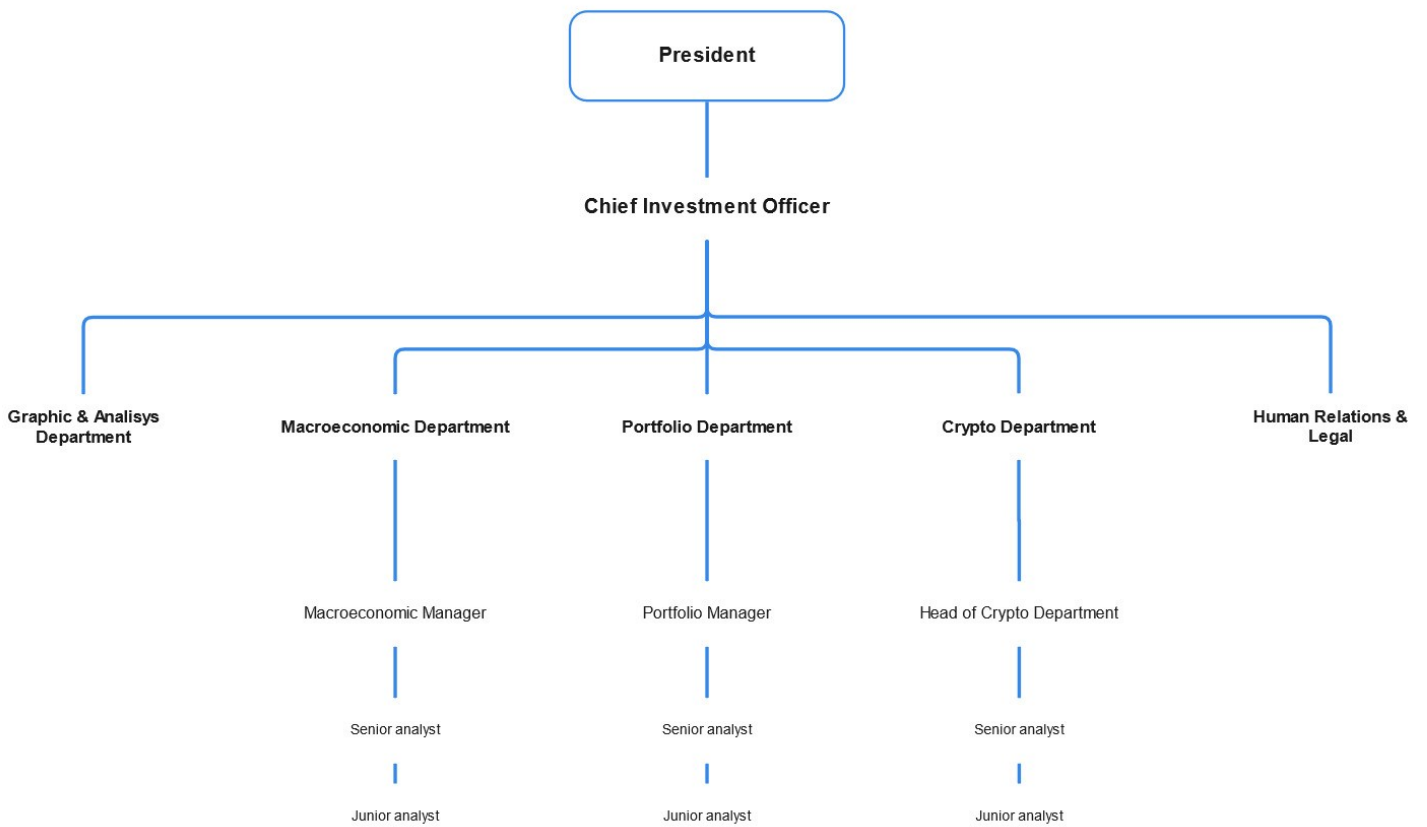 President
Chief Investment Officer
Graphic & Analisys
Department
Macroeconomic Department
Portfolio Department
Crypto Department
Human Relations &
Legal
Macroeconomic Manager
Portfolio Manager
Head of Crypto Department
Senior analyst
Senior analyst
Senior analyst
Junior analyst
Junior analyst
Junior analyst